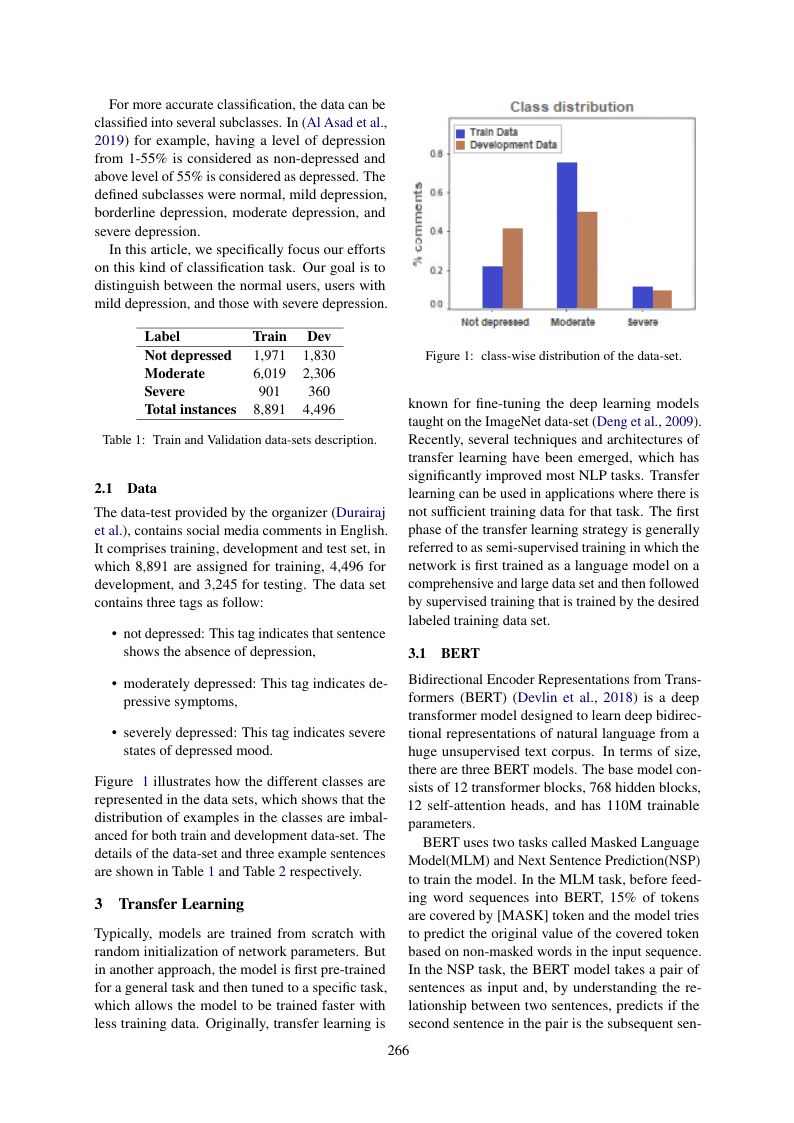 For more accurate classification, the data can be
classified into several subclasses. In (Al Asad et al.,
2019) for example, having a level of depression
from 1-55% is considered as non-depressed and
above level of 55% is considered as depressed. The
defined subclasses were normal, mild depression,
borderline depression, moderate depression, and
severe depression.
In this article, we specifically focus our efforts
on this kind of classification task. Our goal is to
distinguish between the normal users, users with
mild depression, and those with severe depression.
Label Train Dev
Not depressed 1,971 1,830
Moderate 6,019 2,306
Severe 901 360
Total instances 8,891 4,496
Table 1: Train and Validation data-sets description.
2.1 Data
The data-test provided by the organizer (Durairaj
et al.), contains social media comments in English.
It comprises training, development and test set, in
which 8,891 are assigned for training, 4,496 for
development, and 3,245 for testing. The data set
contains three tags as follow:
• not depressed: This tag indicates that sentence
shows the absence of depression,
• moderately depressed: This tag indicates de-
pressive symptoms,
• severely depressed: This tag indicates severe
states of depressed mood.
Figure 1 illustrates how the different classes are
represented in the data sets, which shows that the
distribution of examples in the classes are imbal-
anced for both train and development data-set. The
details of the data-set and three example sentences
are shown in Table 1 and Table 2 respectively.
3 Transfer Learning
Typically, models are trained from scratch with
random initialization of network parameters. But
in another approach, the model is first pre-trained
for a general task and then tuned to a specific task,
which allows the model to be trained faster with
less training data. Originally, transfer learning is
Class distribution
Train Data
Development Data
0.8
0.6
0.4
0.2
0.0
% comments
Not depressed Moderate Severe
Figure 1: class-wise distribution of the data-set.
known for fine-tuning the deep learning models
taught on the ImageNet data-set (Deng et al., 2009).
Recently, several techniques and architectures of
transfer learning have been emerged, which has
significantly improved most NLP tasks. Transfer
learning can be used in applications where there is
not sufficient training data for that task. The first
phase of the transfer learning strategy is generally
referred to as semi-supervised training in which the
network is first trained as a language model on a
comprehensive and large data set and then followed
by supervised training that is trained by the desired
labeled training data set.
3.1 BERT
Bidirectional Encoder Representations from Trans-
formers (BERT) (Devlin et al., 2018) is a deep
transformer model designed to learn deep bidirec-
tional representations of natural language from a
huge unsupervised text corpus. In terms of size,
there are three BERT models. The base model con-
sists of 12 transformer blocks, 768 hidden blocks,
12 self-attention heads, and has 110M trainable
parameters.
BERT uses two tasks called Masked Language
Model(MLM) and Next Sentence Prediction(NSP)
to train the model. In the MLM task, before feed-
ing word sequences into BERT, 15% of tokens
are covered by [MASK] token and the model tries
to predict the original value of the covered token
based on non-masked words in the input sequence.
In the NSP task, the BERT model takes a pair of
sentences as input and, by understanding the re-
lationship between two sentences, predicts if the
second sentence in the pair is the subsequent sen-
266